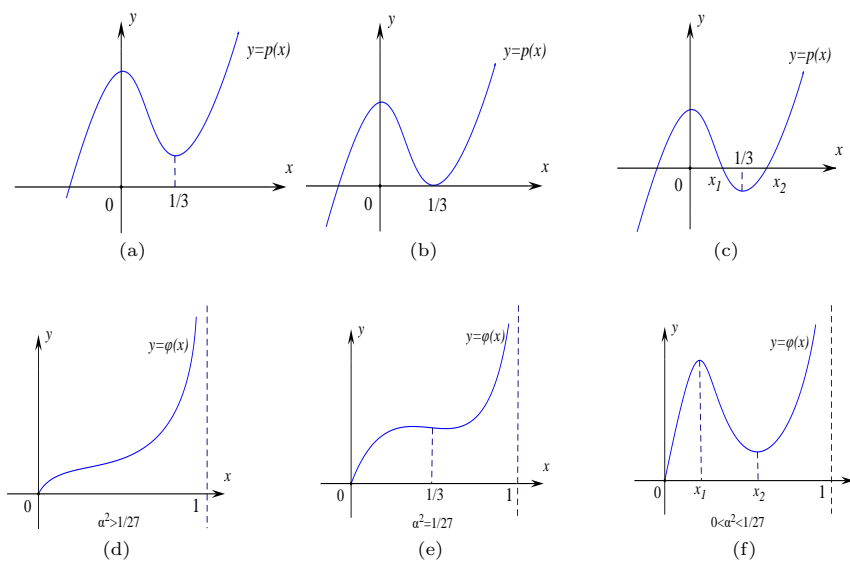 y
y=p(x)
x
0
1/3
(a)
y
y=p(x)
x
0
1/3
(b)
y
y=p(x)
x
1/3
0
x₁
x₂
(c)
y
y=φ(x)
x
0
1
α²>1/27
(d)
y
y=φ(x)
x
0
1/3
1
α²=1/27
(e)
y
y=φ(x)
x
0
x₁
x₂
1
0<α²<1/27
(f)